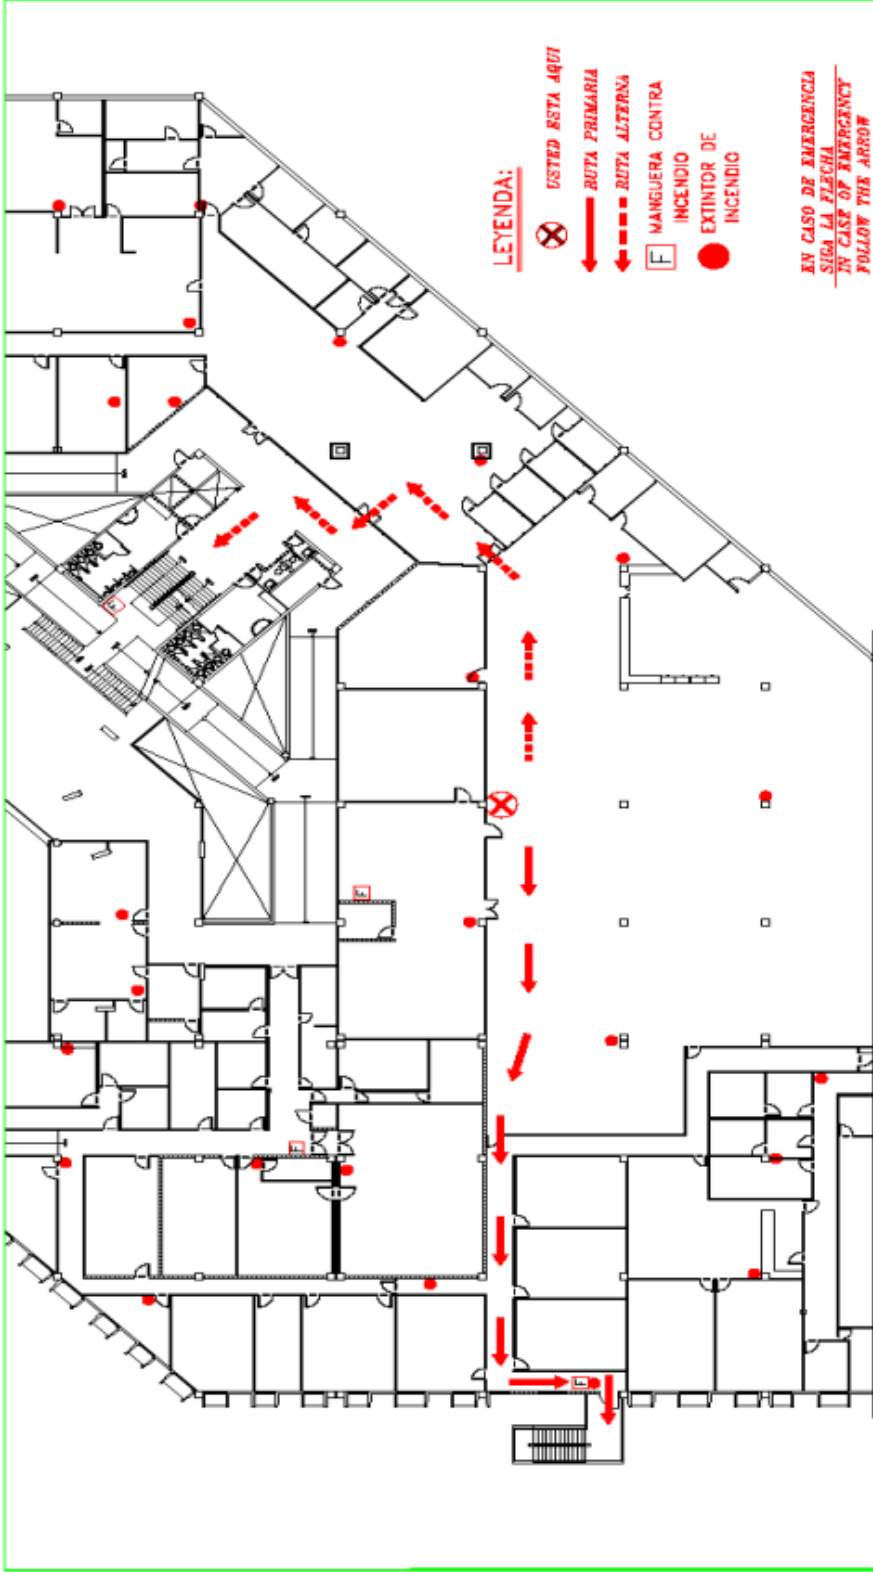 LEYENDA:
USTED ESTA AQUI
RUTA PRIMARIA
RUTA ALTERNA
F
MANGUERA CONTRA
INCENDIO
EXTINTOR DE
INCENDIO
EN CASO DE EMERGENCIA
SIGA LA FLECHA
IN CASE OF EMERGENCY
FOLLOW THE ARROW
F
F
F
F